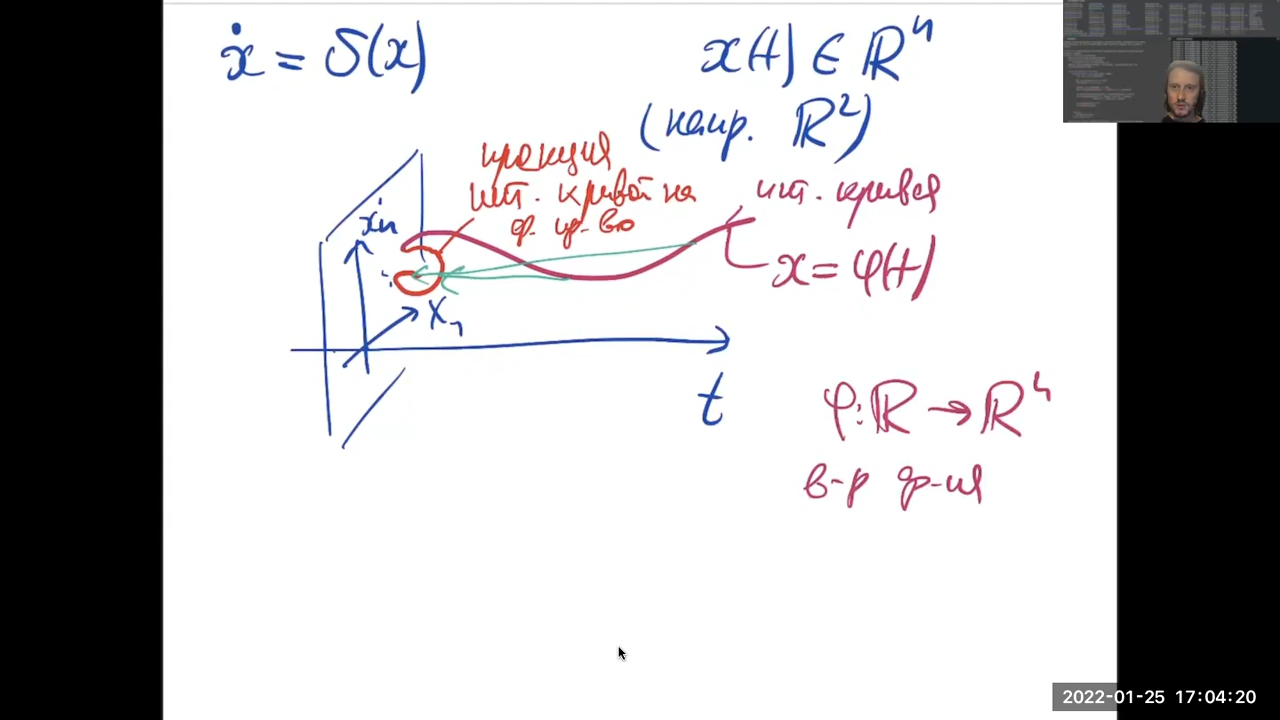 ẋ = f(x)
x(t) ∈ ℝⁿ
(напр. ℝ²)
проекция
инт. кривой на
ф. пр-во
инт. кривая
x = φ(t)
xₙ
x₁
t
φ: ℝ → ℝⁿ
в-р ф-ия
2022-01-25 17:04:20